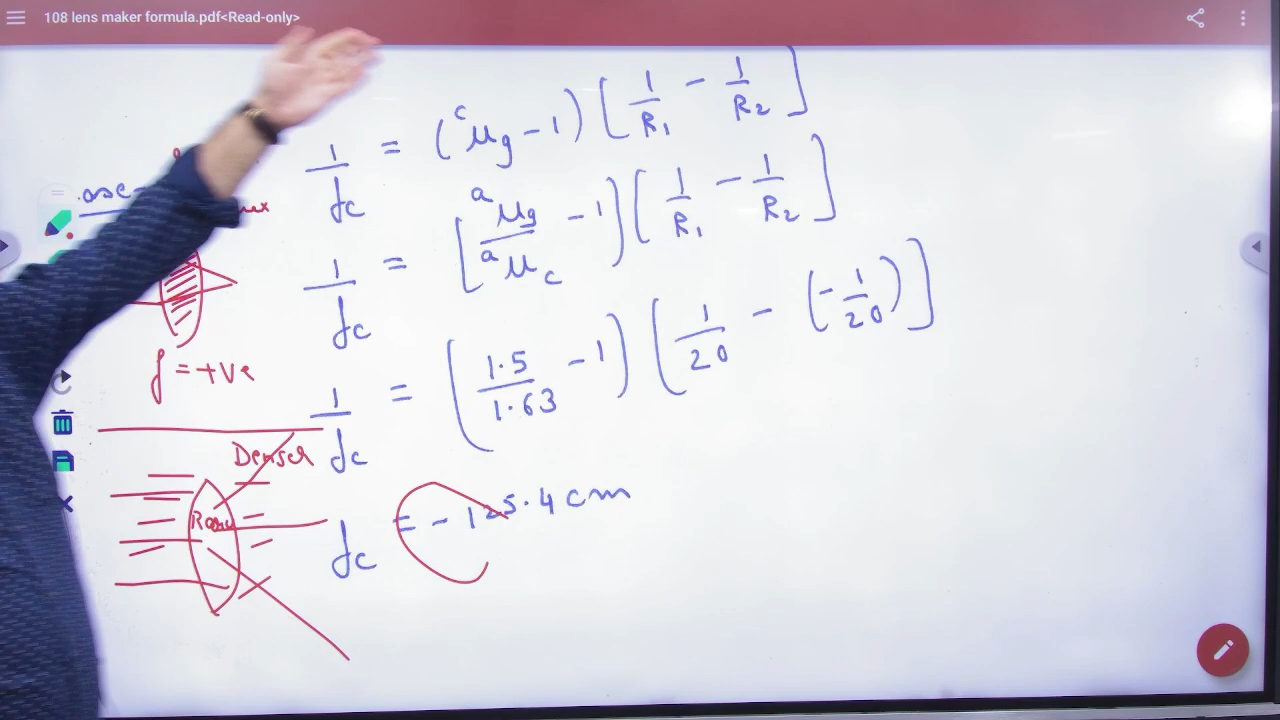 108 lens maker formula.pdf<Read-only>
1/fc = (ᶜμg - 1) [1/R₁ - 1/R₂]
1/fc = [ᵃμg/ᵃμc - 1) [1/R₁ - 1/R₂]
1/fc = (1.5/1.63 - 1) [1/20 - (-1/20)]
fc = -125.4 cm
f = +ve
Denser